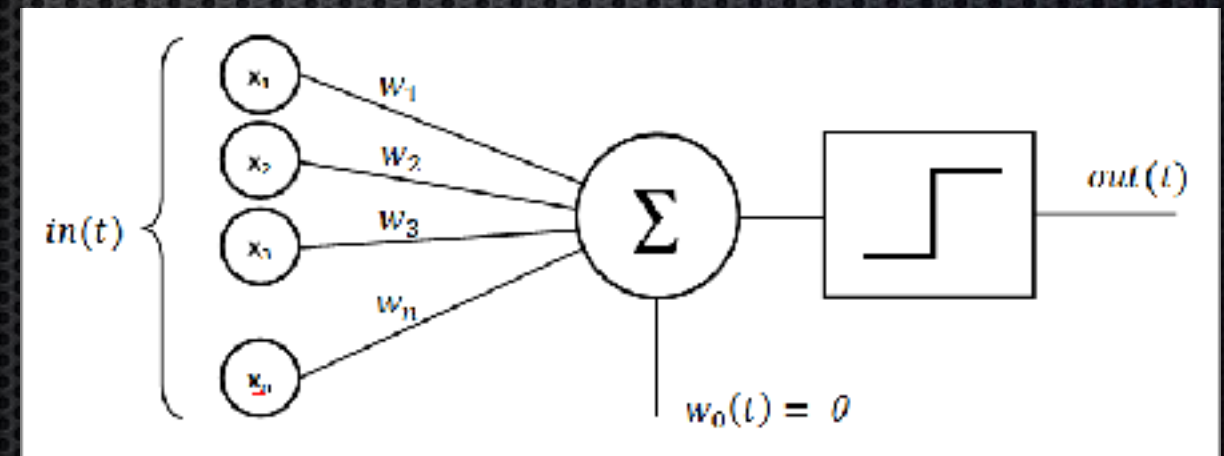 x₁
w₁
x₂
w₂
in(t)
x₃
w₃
Σ
out(t)
wₙ
xₙ
w₀(t) = 0